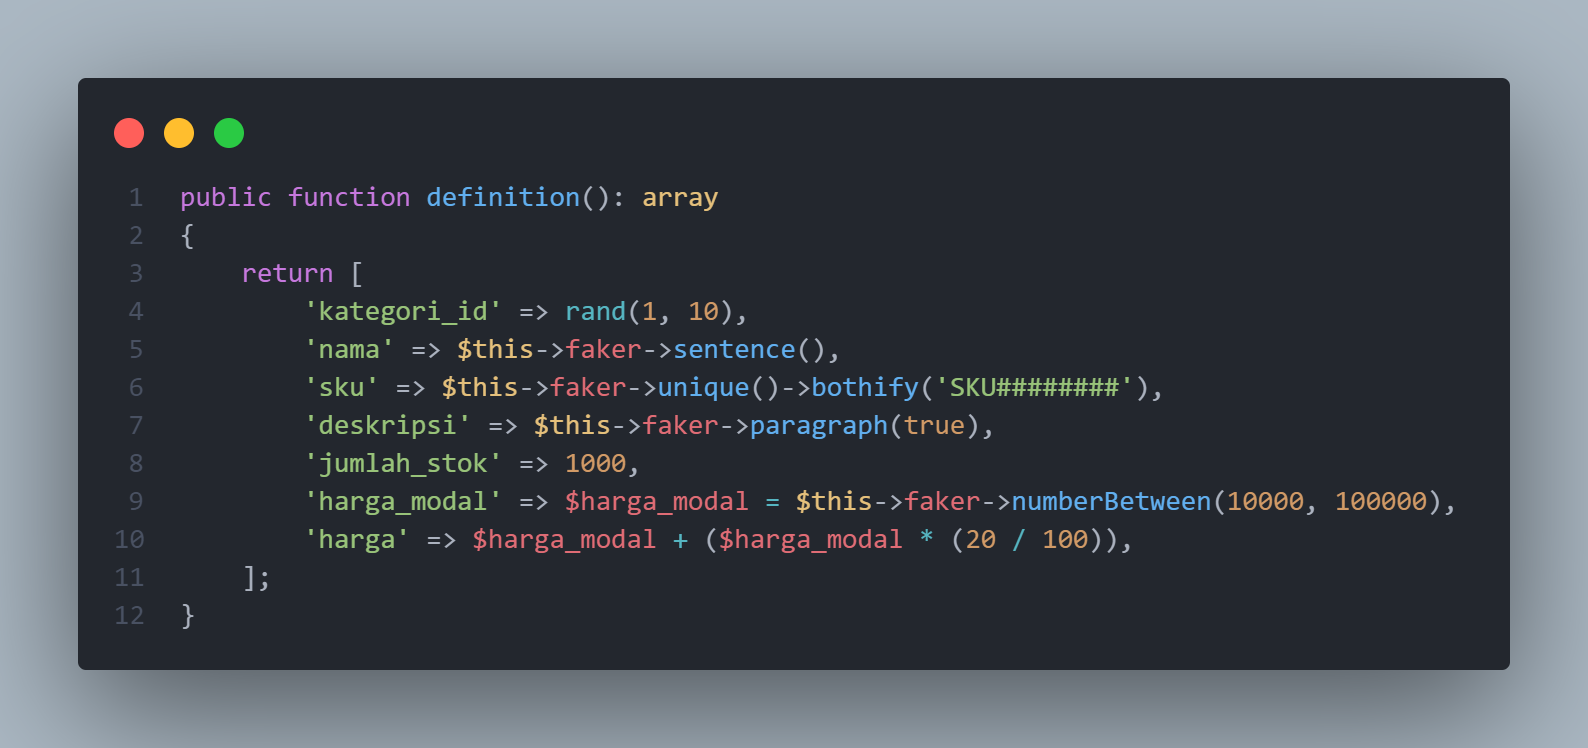 1 public function definition(): array
2 {
3     return [
4         'kategori_id' => rand(1, 10),
5         'nama' => $this->faker->sentence(),
6         'sku' => $this->faker->unique()->bothify('SKU########'),
7         'deskripsi' => $this->faker->paragraph(true),
8         'jumlah_stok' => 1000,
9         'harga_modal' => $harga_modal = $this->faker->numberBetween(10000, 100000),
10         'harga' => $harga_modal + ($harga_modal * (20 / 100)),
11     ];
12 }